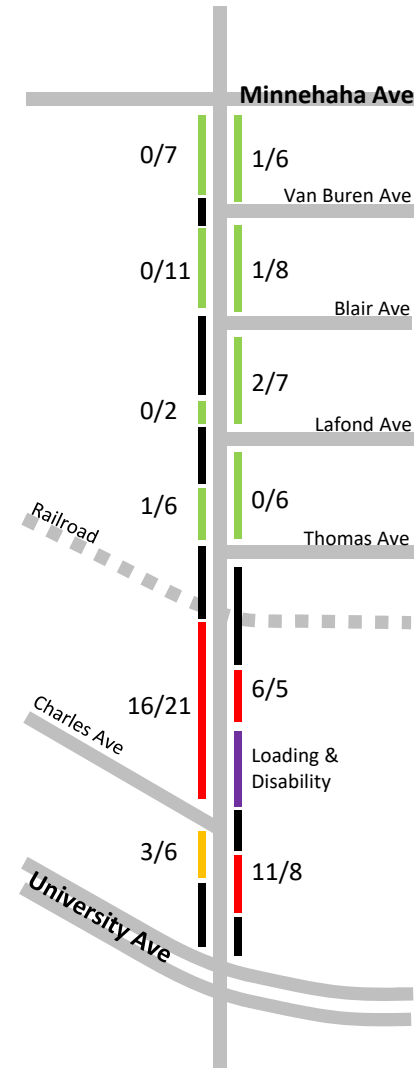 Minnehaha Ave
0/7
1/6
Van Buren Ave
0/11
1/8
Blair Ave
2/7
0/2
Lafond Ave
1/6
0/6
Railroad
Thomas Ave
6/5
16/21
Charles Ave
Loading &
Disability
3/6
11/8
University Ave